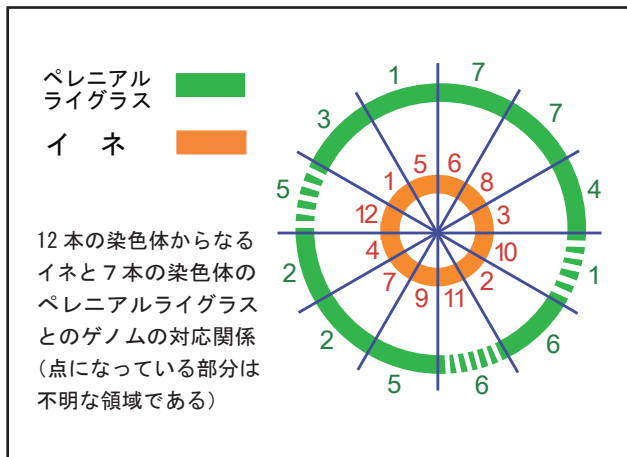 ペレニアル
ライグラス
イ ネ
12本の染色体からなる
イネと7本の染色体の
ペレニアルライグラス
とのゲノムの対応関係
(点になっている部分は
不明な領域である)
1
7
3
7
5
4
2
1
2
6
5
6
5
6
1
8
12
3
4
10
7
2
9
11